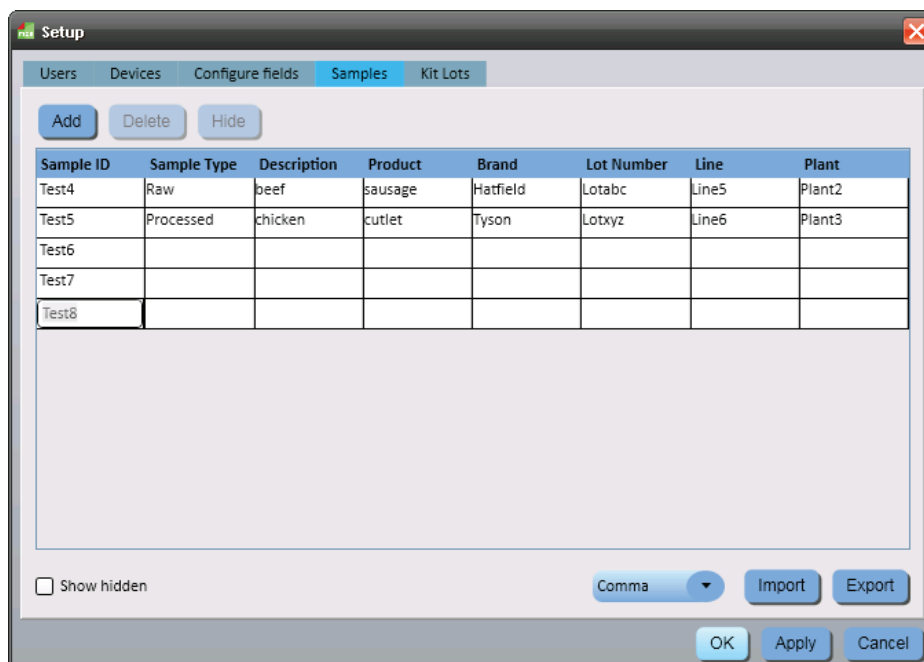 Setup
Users Devices Configure fields Samples Kit Lots
Add Delete Hide
Sample ID Sample Type Description Product Brand Lot Number Line Plant
Test4 Raw beef sausage Hatfield Lotabc Line5 Plant2
Test5 Processed chicken cutlet Tyson Lotxyz Line6 Plant3
Test6
Test7
Test8
Show hidden Comma Import Export
OK Apply Cancel